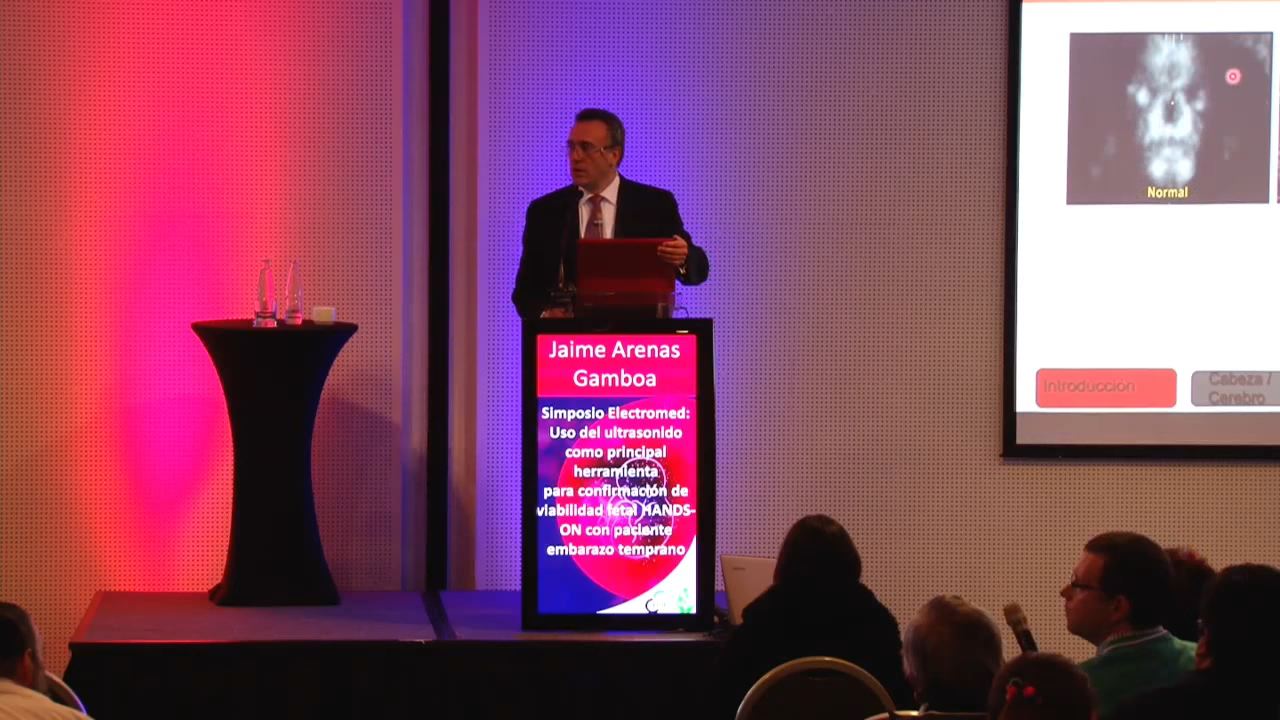 Jaime Arenas
Gamboa
Simposio Electromed:
Uso del ultrasonido
como principal
herramienta
para confirmación de
viabilidad fetal HANDS-
ON con paciente
embarazo temprano
Normal
Introducción
Cabeza /
Cerebro